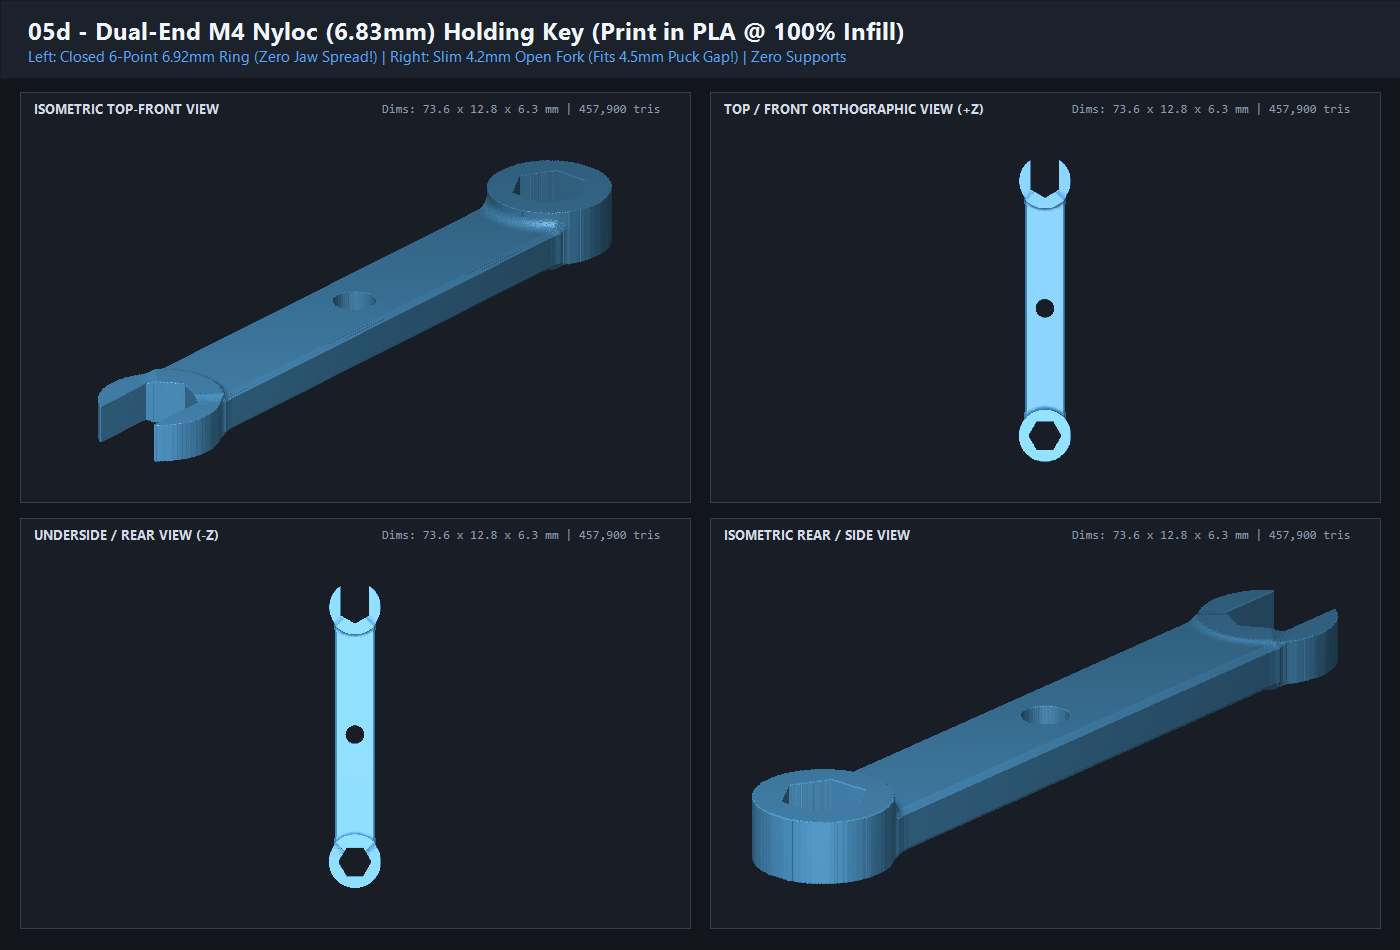 05d - Dual-End M4 Nyloc (6.83mm) Holding Key (Print in PLA @ 100% Infill)
Left: Closed 6-Point 6.92mm Ring (Zero Jaw Spread!) | Right: Slim 4.2mm Open Fork (Fits 4.5mm Puck Gap!) | Zero Supports
ISOMETRIC TOP-FRONT VIEW
Dims: 73.6 x 12.8 x 6.3 mm | 457,900 tris
TOP / FRONT ORTHOGRAPHIC VIEW (+Z)
Dims: 73.6 x 12.8 x 6.3 mm | 457,900 tris
UNDERSIDE / REAR VIEW (-Z)
Dims: 73.6 x 12.8 x 6.3 mm | 457,900 tris
ISOMETRIC REAR / SIDE VIEW
Dims: 73.6 x 12.8 x 6.3 mm | 457,900 tris